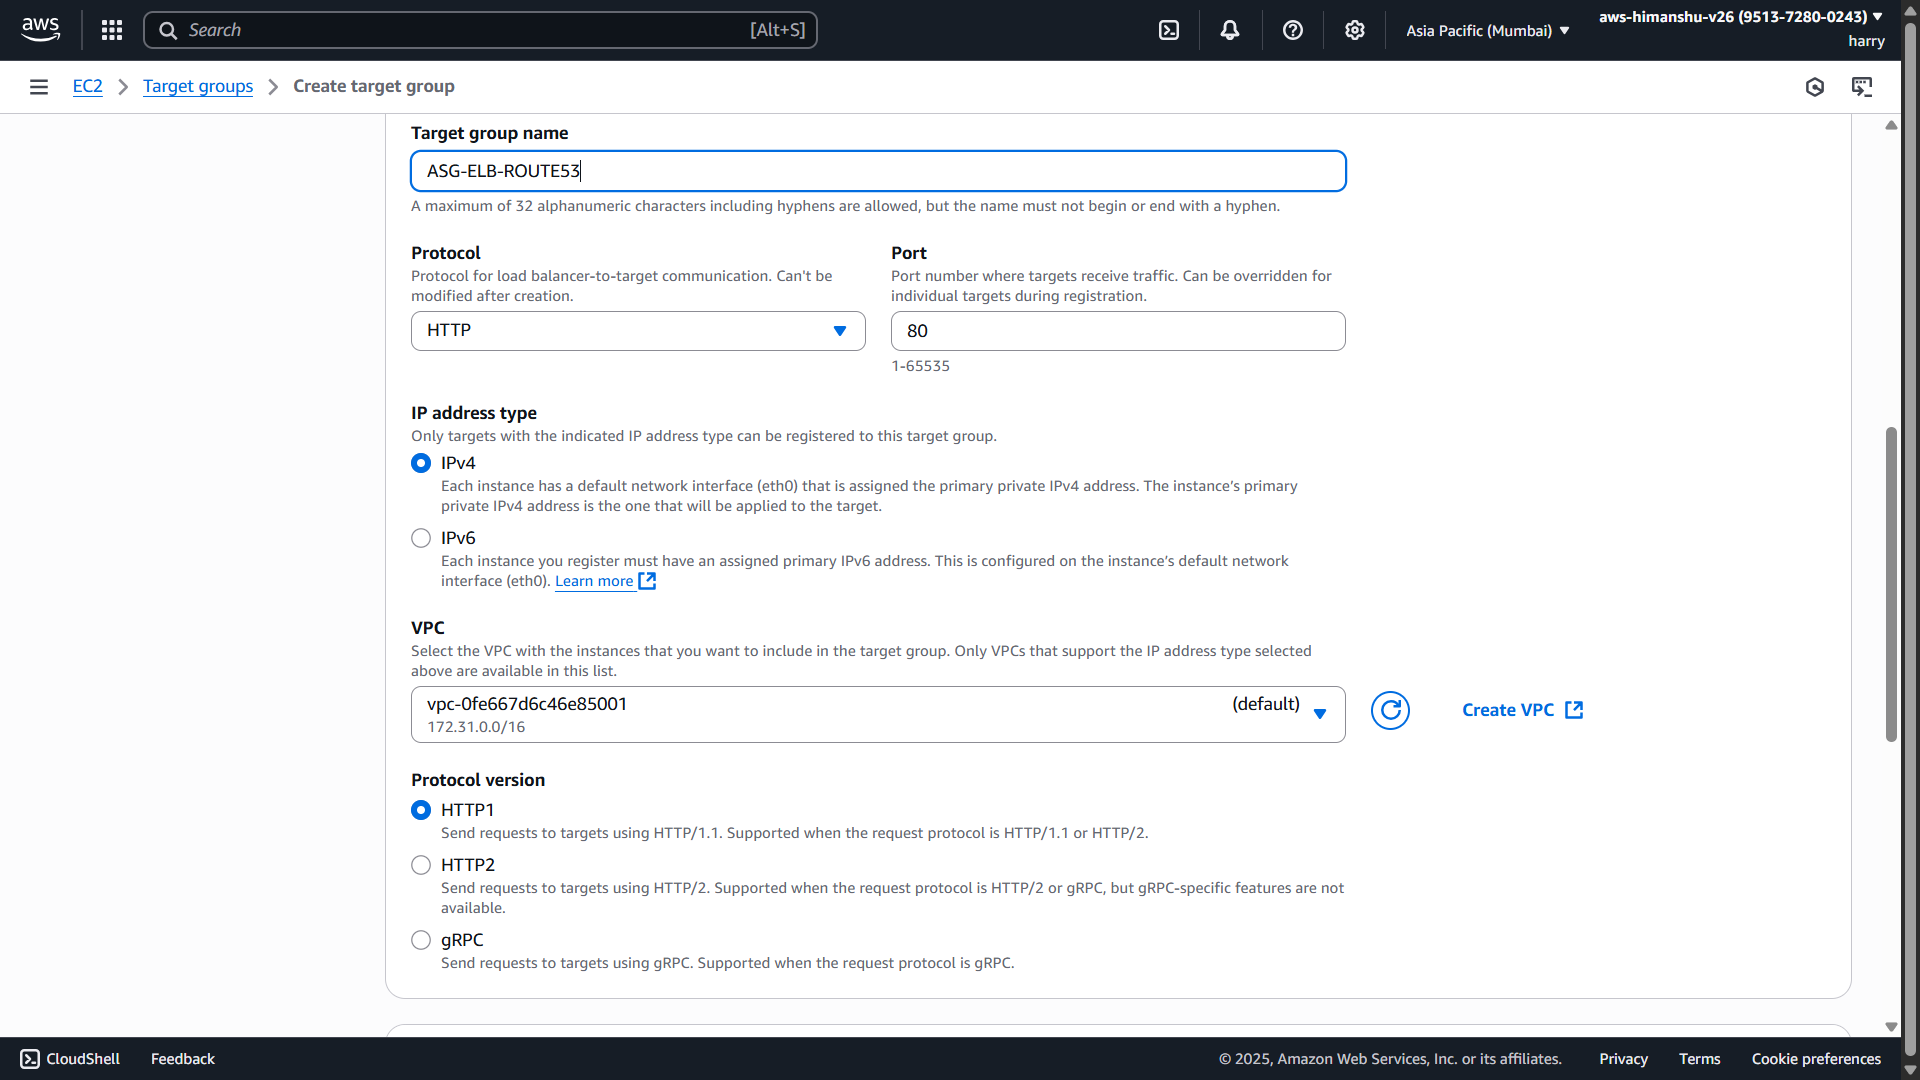 aws
Search
[Alt+S]
Asia Pacific (Mumbai)
aws-himanshu-v26 (9513-7280-0243)
harry
EC2
Target groups
Create target group
Target group name
ASG-ELB-ROUTE53
A maximum of 32 alphanumeric characters including hyphens are allowed, but the name must not begin or end with a hyphen.
Protocol
Protocol for load balancer-to-target communication. Can't be
modified after creation.
HTTP
Port
Port number where targets receive traffic. Can be overridden for
individual targets during registration.
80
1-65535
IP address type
Only targets with the indicated IP address type can be registered to this target group.
IPv4
Each instance has a default network interface (eth0) that is assigned the primary private IPv4 address. The instance’s primary
private IPv4 address is the one that will be applied to the target.
IPv6
Each instance you register must have an assigned primary IPv6 address. This is configured on the instance’s default network
interface (eth0). Learn more
VPC
Select the VPC with the instances that you want to include in the target group. Only VPCs that support the IP address type selected
above are available in this list.
vpc-0fe667d6c46e85001
(default)
172.31.0.0/16
Create VPC
Protocol version
HTTP1
Send requests to targets using HTTP/1.1. Supported when the request protocol is HTTP/1.1 or HTTP/2.
HTTP2
Send requests to targets using HTTP/2. Supported when the request protocol is HTTP/2 or gRPC, but gRPC-specific features are not
available.
gRPC
Send requests to targets using gRPC. Supported when the request protocol is gRPC.
CloudShell
Feedback
© 2025, Amazon Web Services, Inc. or its affiliates.
Privacy
Terms
Cookie preferences